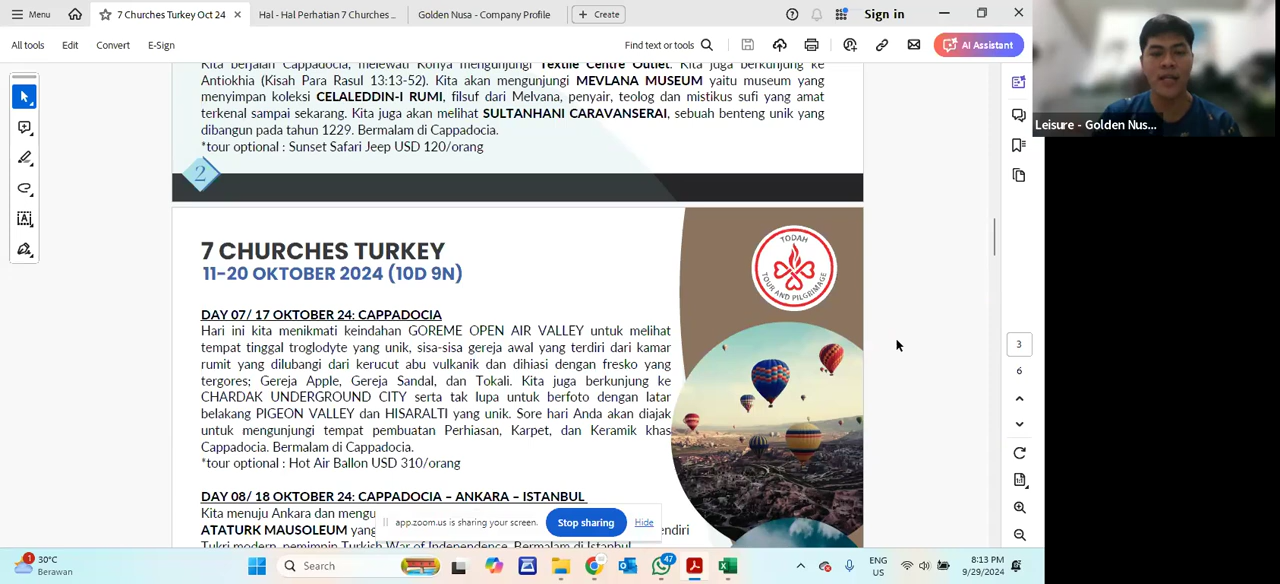 Menu
7 Churches Turkey Oct 24
Hal - Hal Perhatian 7 Churches ...
Golden Nusa - Company Profile
Create
Sign in
All tools
Edit
Convert
E-Sign
Find text or tools
AI Assistant
Kita berjalan Cappadocia, melewati Konya mengunjungi Textile Centre Outlet. Kita juga berkunjung ke
Antiokhia (Kisah Para Rasul 13:13-52). Kita akan mengunjungi MEVLANA MUSEUM yaitu museum yang
menyimpan koleksi CELALEDDIN-I RUMI, filsuf dari Melvana, penyair, teolog dan mistikus sufi yang amat
terkenal sampai sekarang. Kita juga akan melihat SULTANHANI CARAVANSERAI, sebuah benteng unik yang
dibangun pada tahun 1229. Bermalam di Cappadocia.
*tour optional : Sunset Safari Jeep USD 120/orang
2
7 CHURCHES TURKEY
11-20 OKTOBER 2024 (10D 9N)
TODAH
TOUR AND PILGRIMAGE
DAY 07/ 17 OKTOBER 24: CAPPADOCIA
Hari ini kita menikmati keindahan GOREME OPEN AIR VALLEY untuk melihat
tempat tinggal troglodyte yang unik, sisa-sisa gereja awal yang terdiri dari kamar
rumit yang dilubangi dari kerucut abu vulkanik dan dihiasi dengan fresko yang
tergores; Gereja Apple, Gereja Sandal, dan Tokali. Kita juga berkunjung ke
CHARDAK UNDERGROUND CITY serta tak lupa untuk berfoto dengan latar
belakang PIGEON VALLEY dan HISARALTI yang unik. Sore hari Anda akan diajak
untuk mengunjungi tempat pembuatan Perhiasan, Karpet, dan Keramik khas
Cappadocia. Bermalam di Cappadocia.
*tour optional : Hot Air Ballon USD 310/orang
DAY 08/ 18 OKTOBER 24: CAPPADOCIA – ANKARA – ISTANBUL
Kita menuju Ankara dan mengu
ATATURK MAUSOLEUM yang
endiri
Tukri modern, pemimpin Turkish War of Independence. Bermalam di Istanbul
app.zoom.us is sharing your screen.
Stop sharing
Hide
3
6
Leisure - Golden Nus...
1
30°C
Berawan
Search
47
ENG
US
8:13 PM
9/29/2024